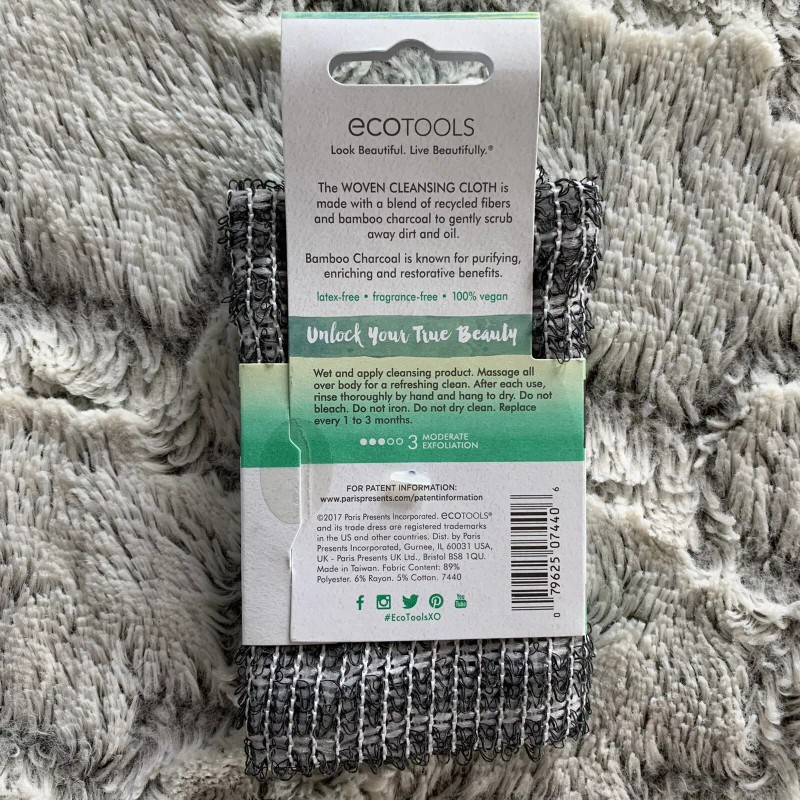 ecoTOOLS
Look Beautiful. Live Beautifully.®
The WOVEN CLEANSING CLOTH is
made with a blend of recycled fibers
and bamboo charcoal to gently scrub
away dirt and oil.
Bamboo Charcoal is known for purifying,
enriching and restorative benefits.
latex-free • fragrance-free • 100% vegan
Unlock Your True Beauty
Wet and apply cleansing product. Massage all
over body for a refreshing clean. After each use,
rinse thoroughly by hand and hang to dry. Do not
bleach. Do not iron. Do not dry clean. Replace
every 1 to 3 months.
3 MODERATE
EXFOLIATION
FOR PATENT INFORMATION:
www.parispresents.com/patentinformation
©2017 Paris Presents Incorporated. ecoTOOLS®
and its trade dress are registered trademarks
in the US and other countries. Dist. by Paris
Presents Incorporated, Gurnee, IL 60031 USA,
UK - Paris Presents UK Ltd., Bristol BS8 1QU.
Made in Taiwan. Fabric Content: 89%
Polyester. 6% Rayon. 5% Cotton. 7440
You
Tube
#EcoToolsXO
0 79625 07440 6